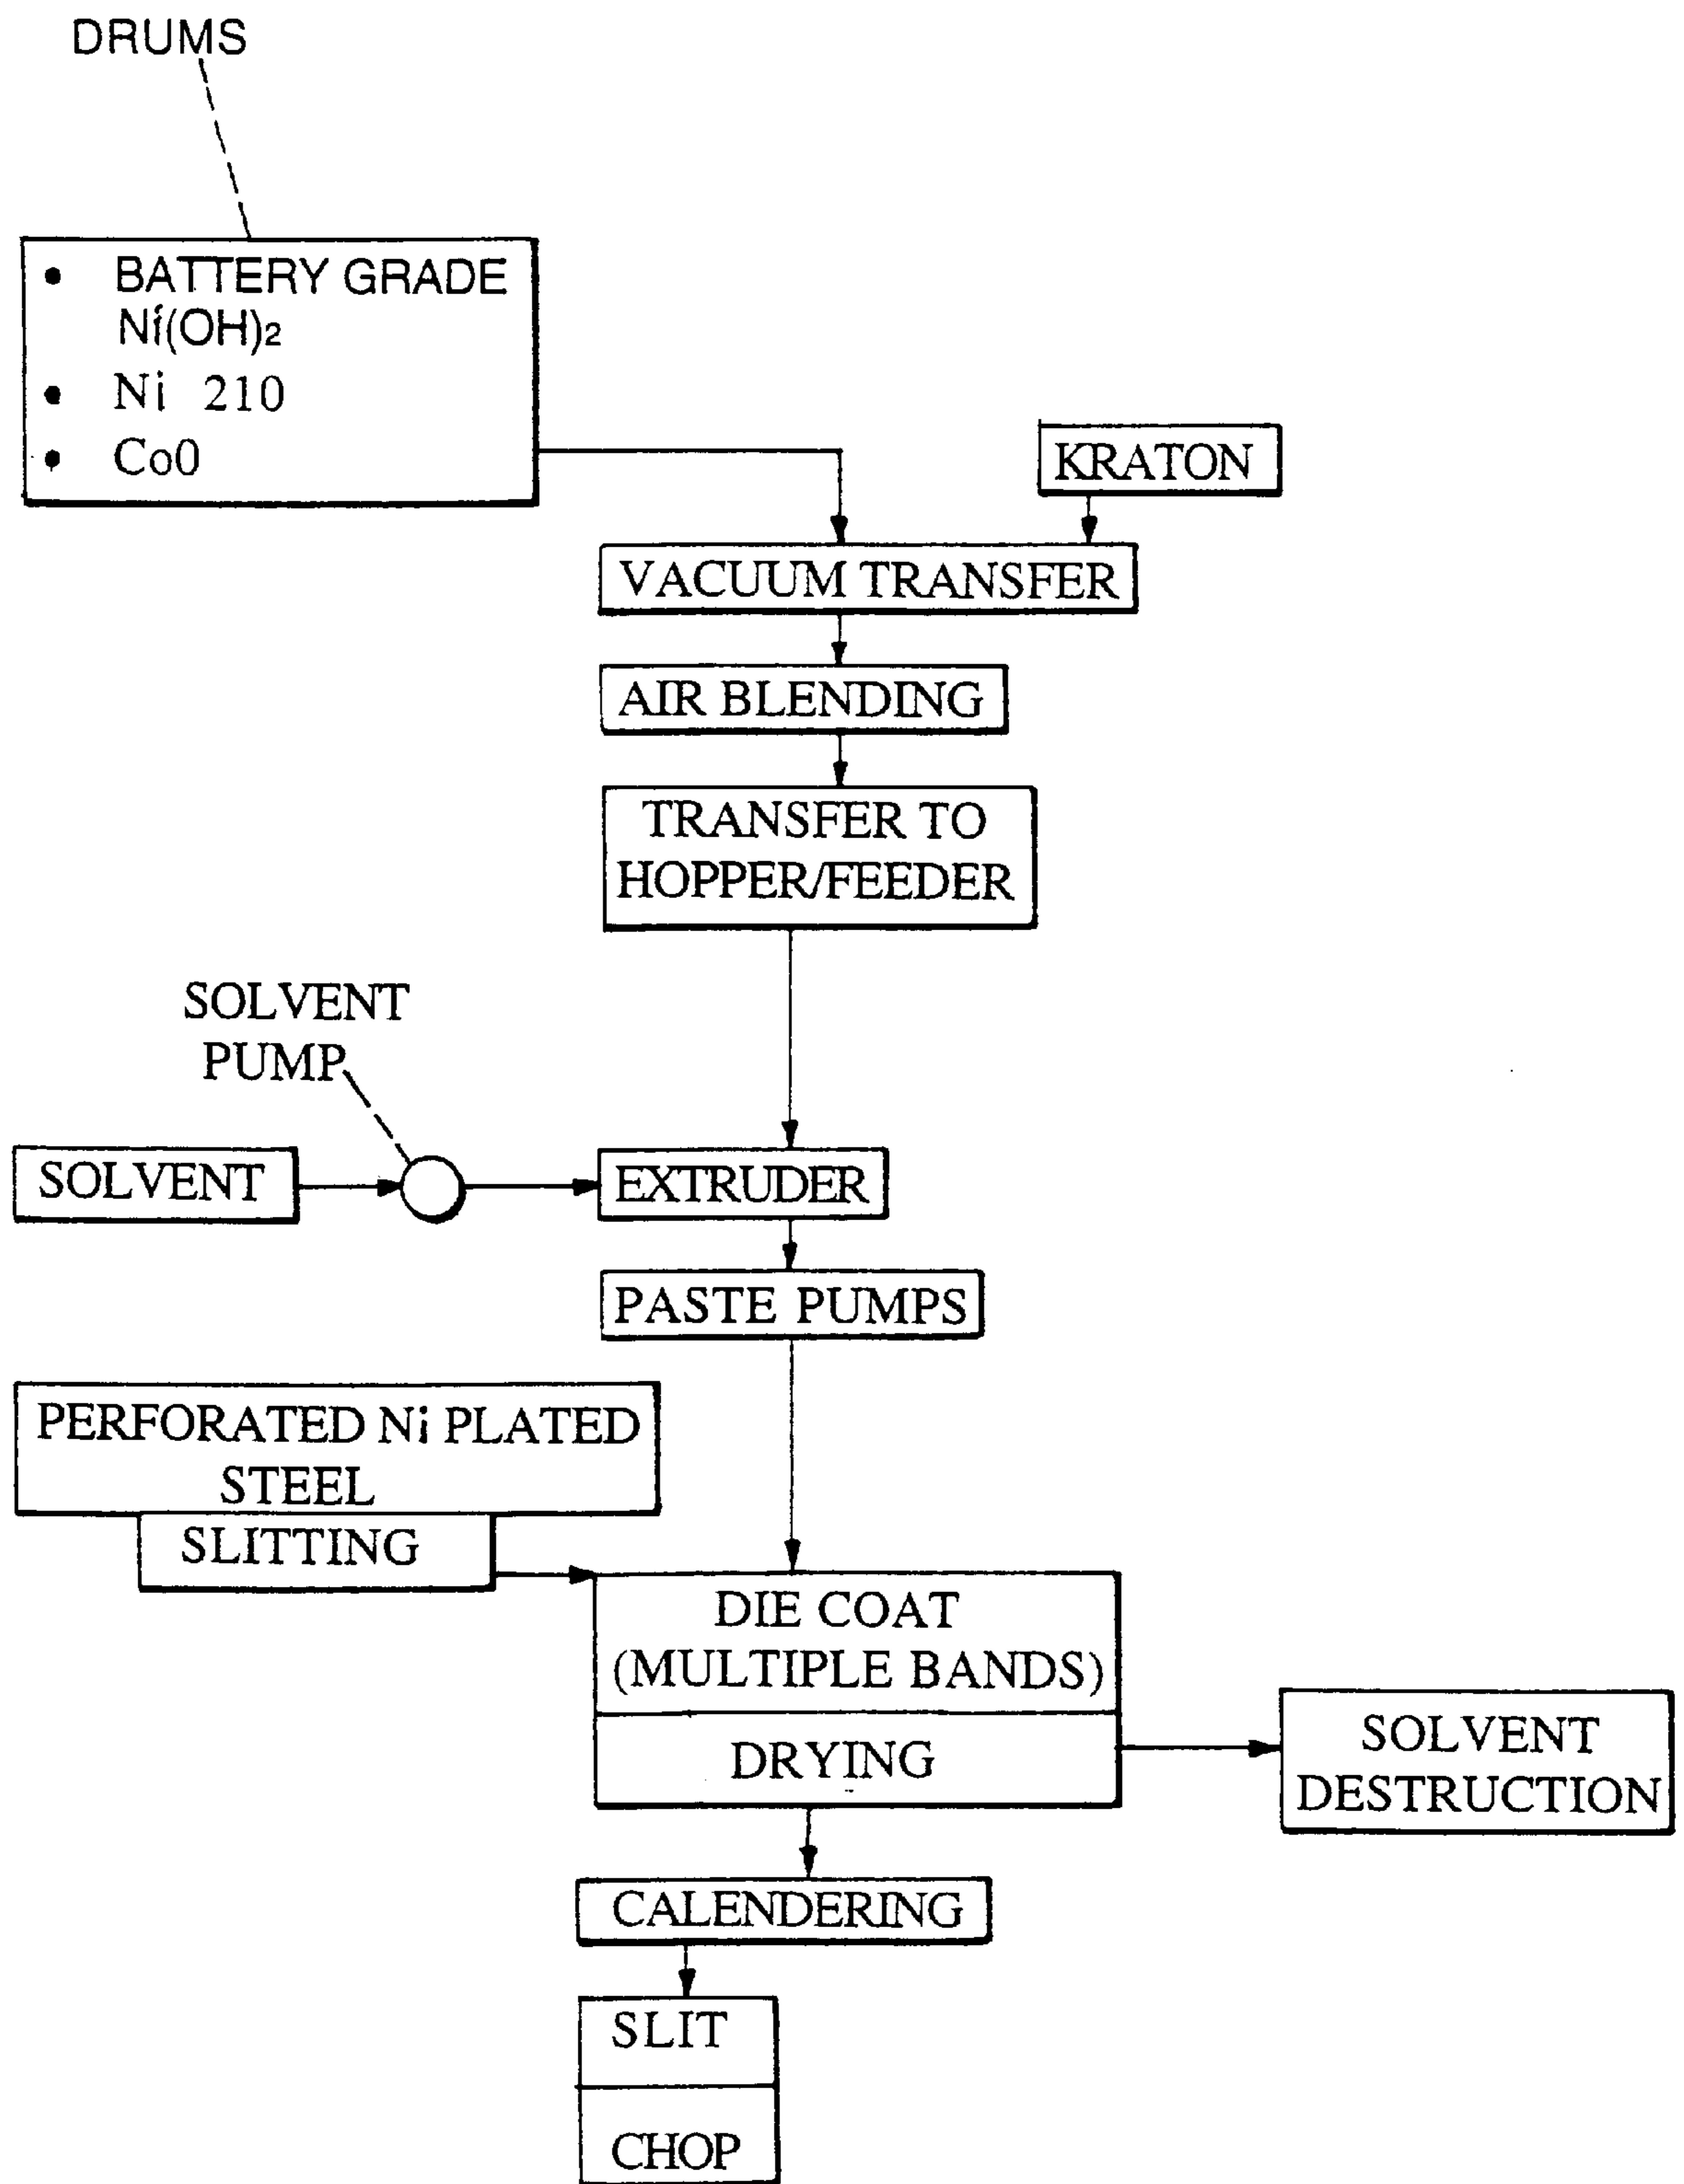 DRUMS
• BATTERY GRADE
Ni(OH)2
• Ni 210
• Co0
KRATON
VACUUM TRANSFER
AIR BLENDING
TRANSFER TO
HOPPER/FEEDER
SOLVENT
PUMP
SOLVENT
EXTRUDER
PASTE PUMPS
PERFORATED Ni PLATED
STEEL
SLITTING
DIE COAT
(MULTIPLE BANDS)
DRYING
SOLVENT
DESTRUCTION
CALENDERING
SLIT
CHOP